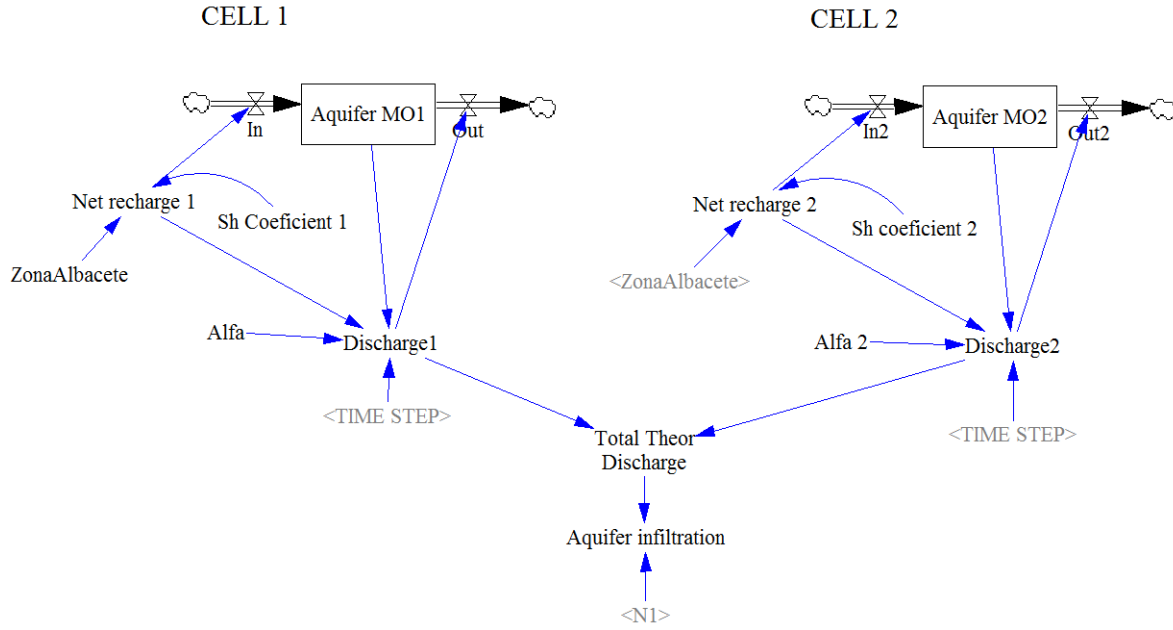 CELL 1
CELL 2
Aquifer MO1
In
Out
Aquifer MO2
In2
Out2
Net recharge 1
Sh Coeficient 1
ZonaAlbacete
Net recharge 2
Sh coeficient 2
<ZonaAlbacete>
Alfa
Discharge1
<TIME STEP>
Alfa 2
Discharge2
<TIME STEP>
Total Theor
Discharge
Aquifer infiltration
<N1>